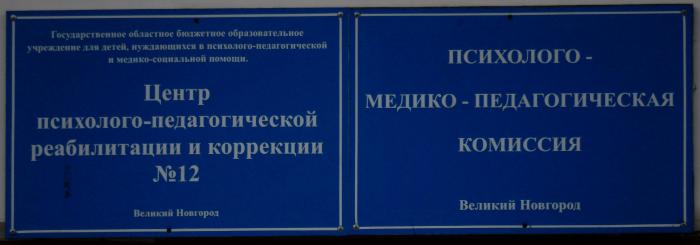 Государственное областное бюджетное образовательное
учреждение для детей, нуждающихся в психолого-педагогической
и медико-социальной помощи.
Центр
психолого-педагогической
реабилитации и коррекции
№12
Великий Новгород
ПСИХОЛОГО -
МЕДИКО - ПЕДАГОГИЧЕСКАЯ
КОМИССИЯ
Великий Новгород